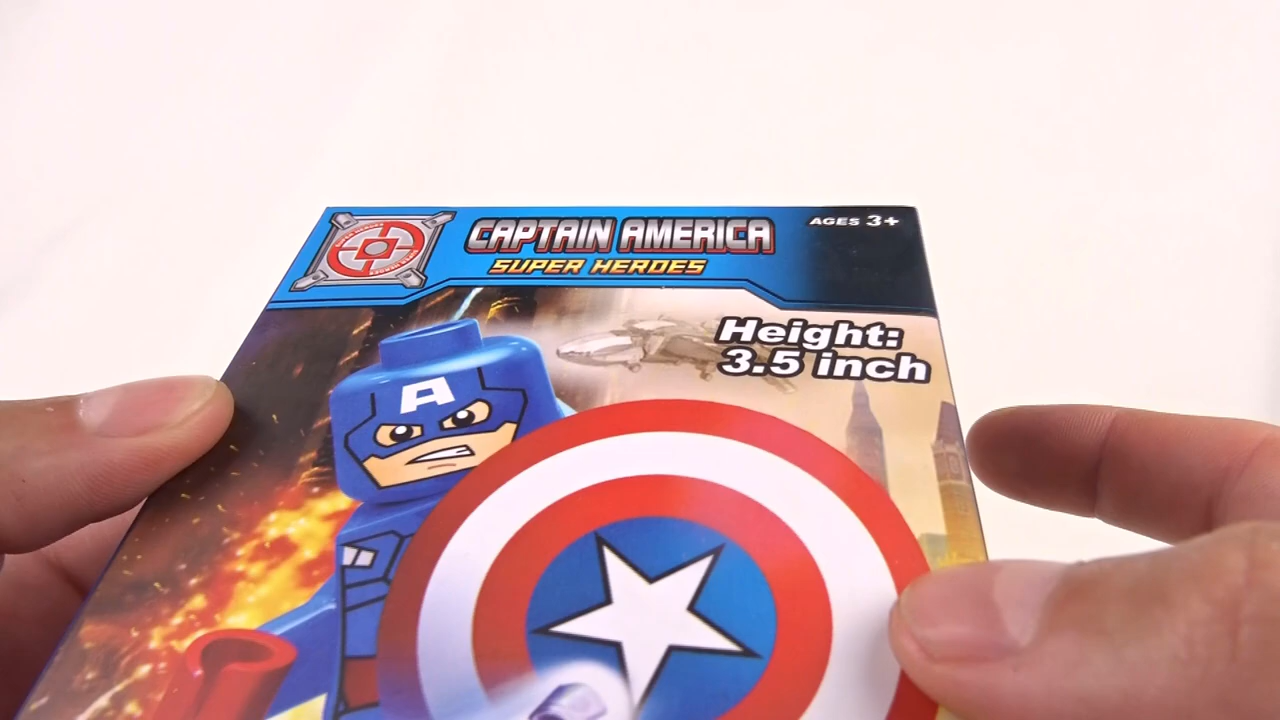 CAPTAIN AMERICA
SUPER HEROES
AGES 3+
Height:
3.5 inch
A